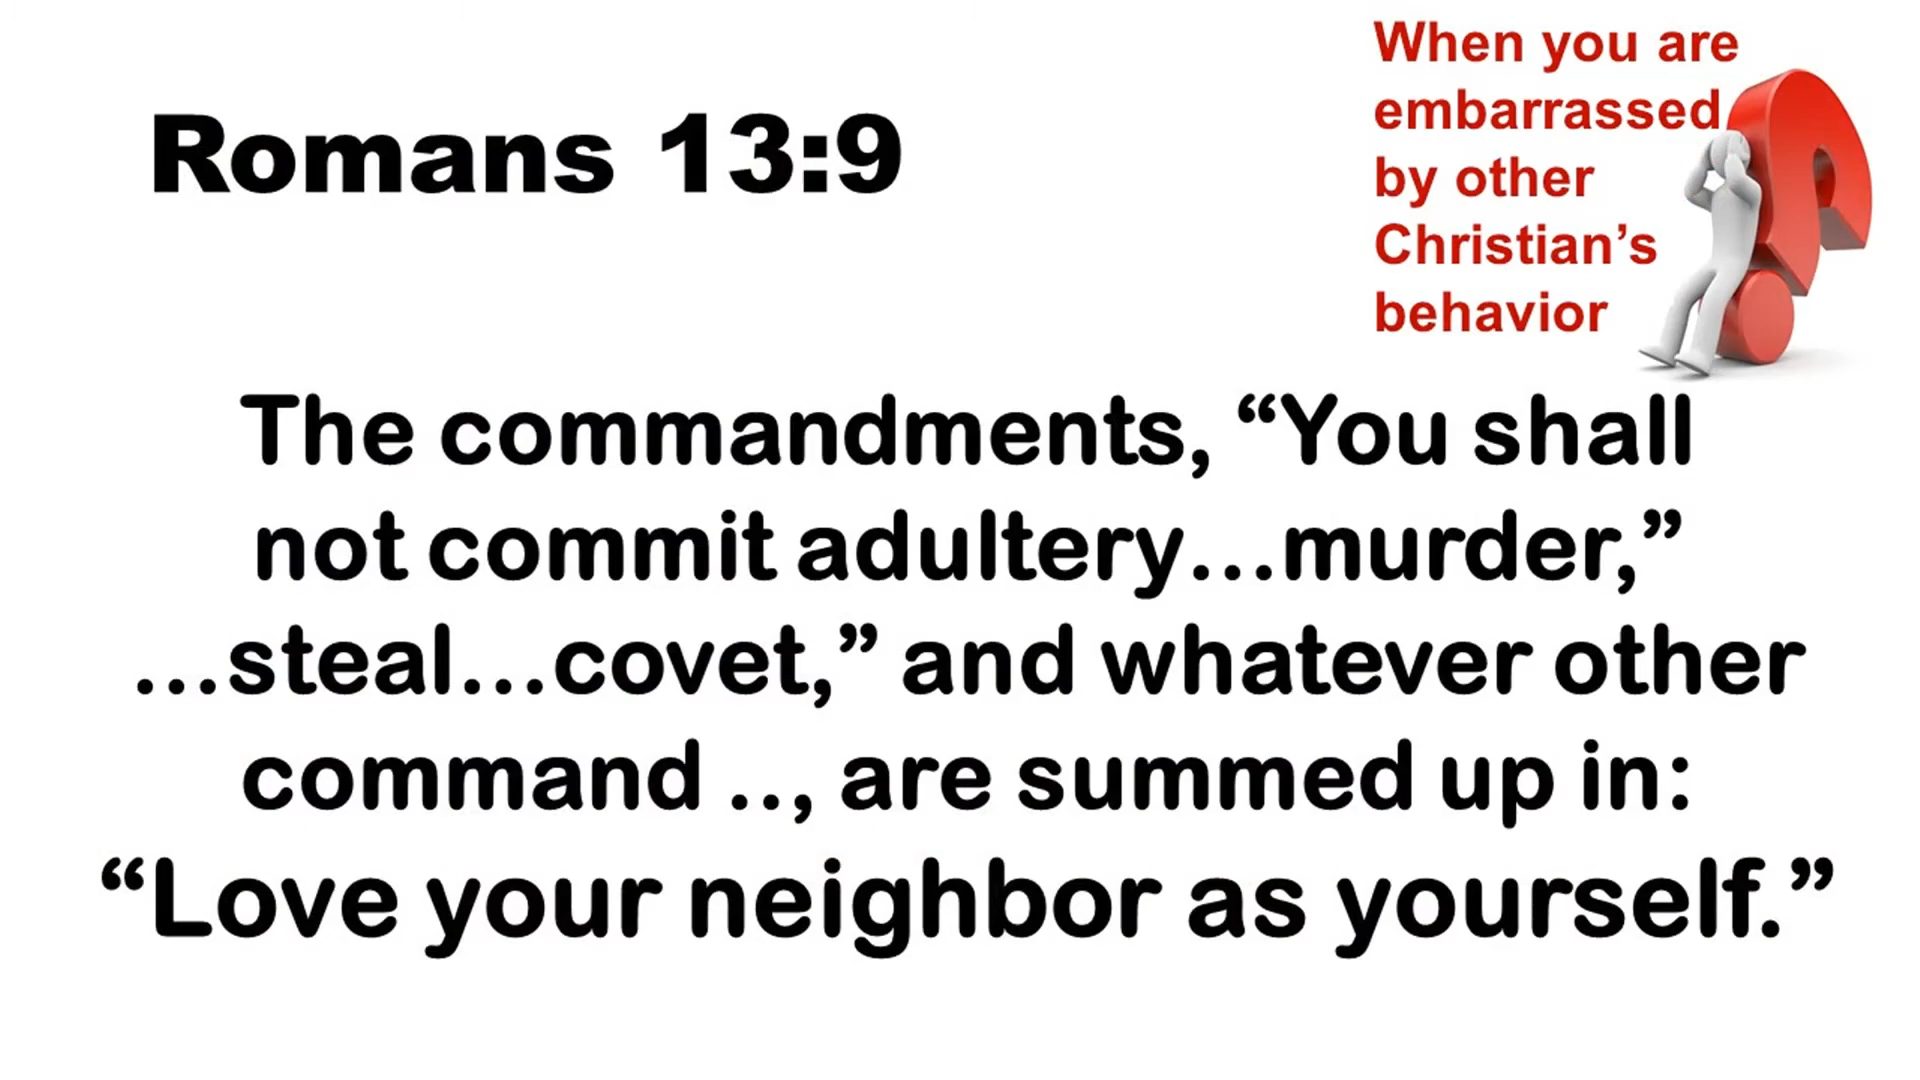 Romans 13:9
When you are
embarrassed
by other
Christian’s
behavior
The commandments, “You shall
not commit adultery…murder,”
…steal…covet,” and whatever other
command .., are summed up in:
“Love your neighbor as yourself.”